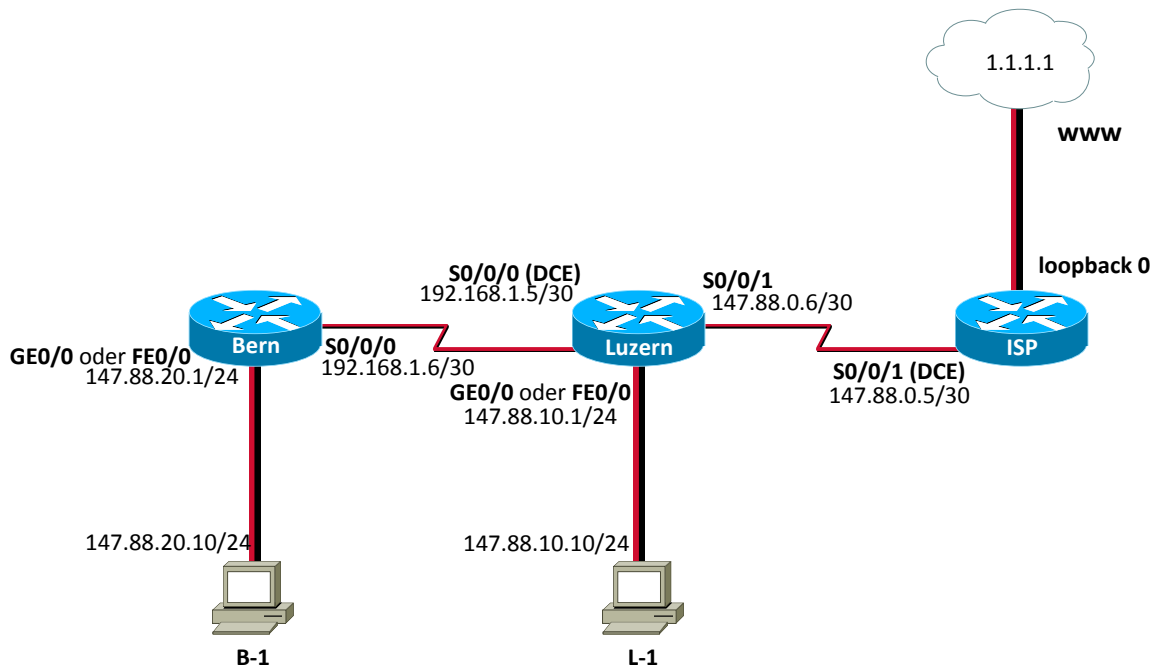 1.1.1.1
www
loopback 0
S0/0/0 (DCE)
192.168.1.5/30
S0/0/1
147.88.0.6/30
Bern
Luzern
ISP
GE0/0 oder FE0/0
147.88.20.1/24
S0/0/0
192.168.1.6/30
GE0/0 oder FE0/0
147.88.10.1/24
S0/0/1 (DCE)
147.88.0.5/30
147.88.20.10/24
147.88.10.10/24
B-1
L-1